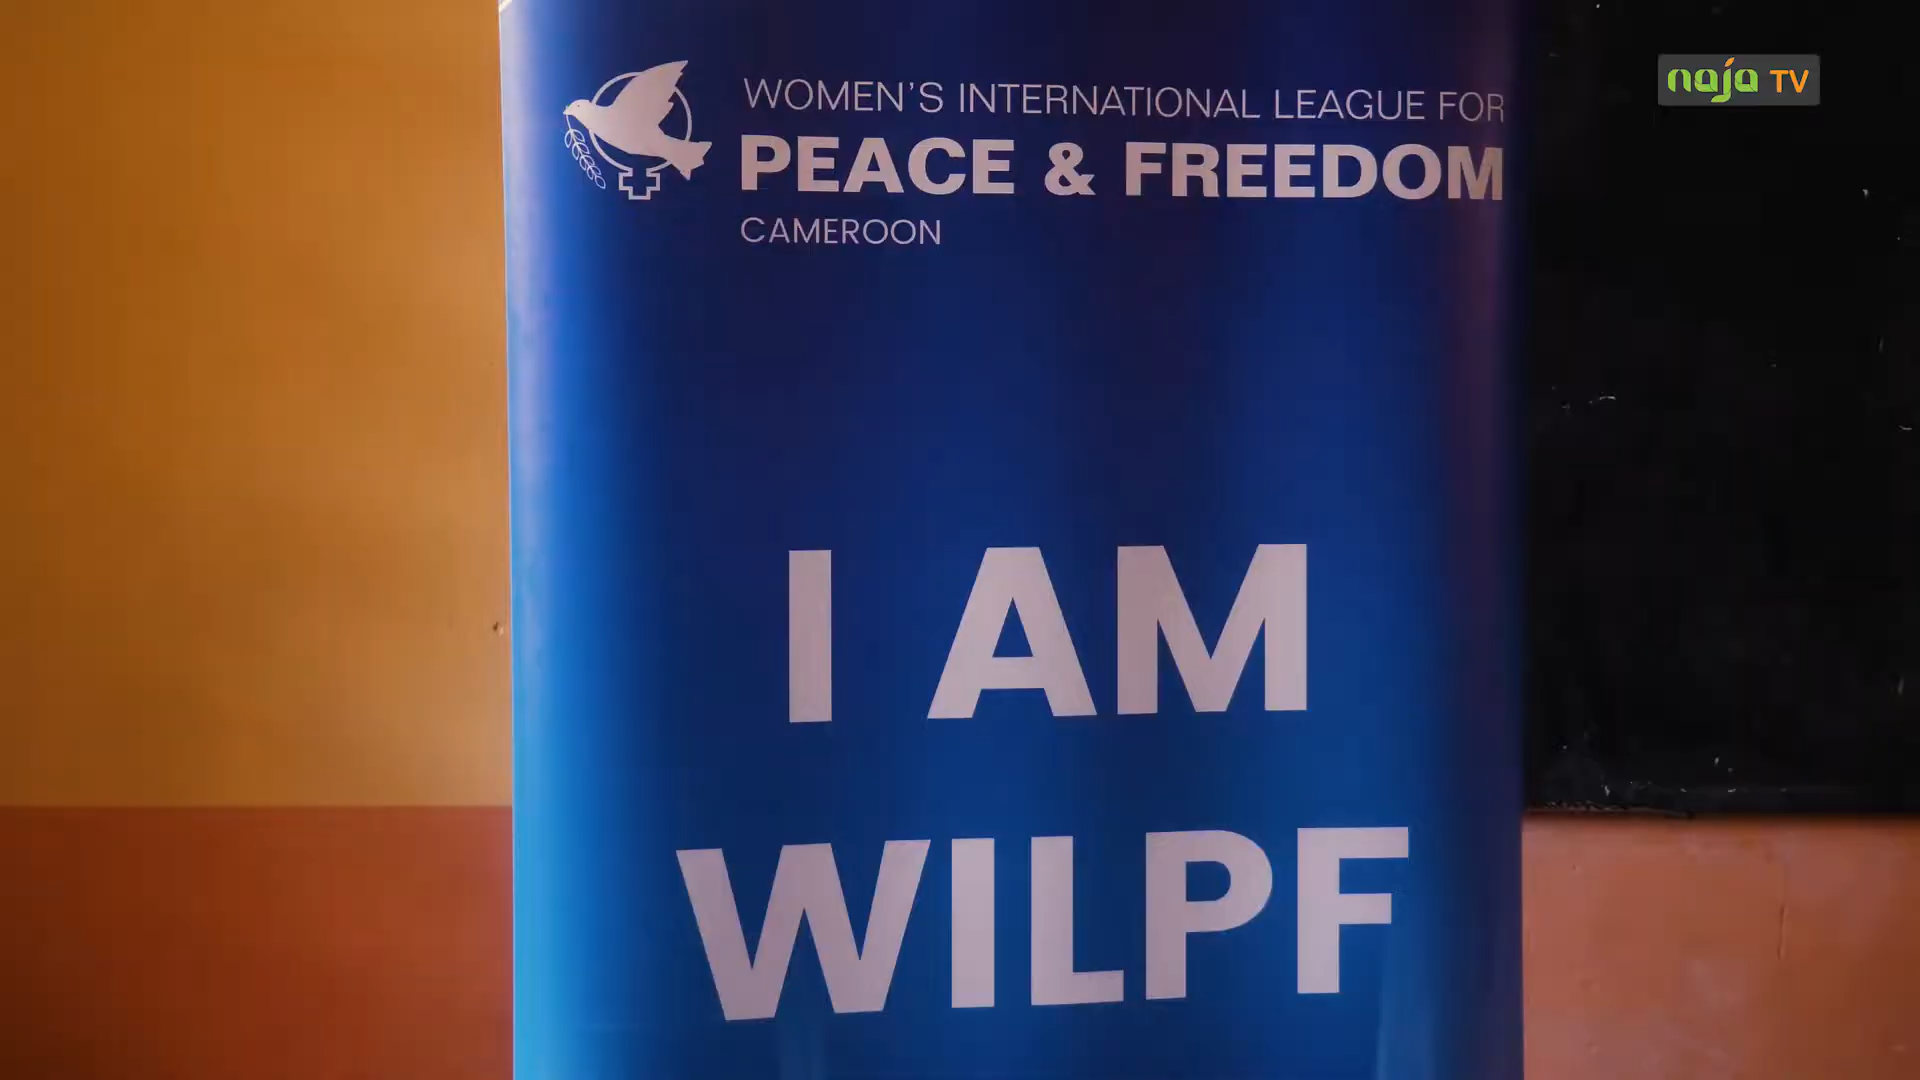 naja TV
WOMEN'S INTERNATIONAL LEAGUE FOR
PEACE & FREEDOM
CAMEROON
I AM
WILPF